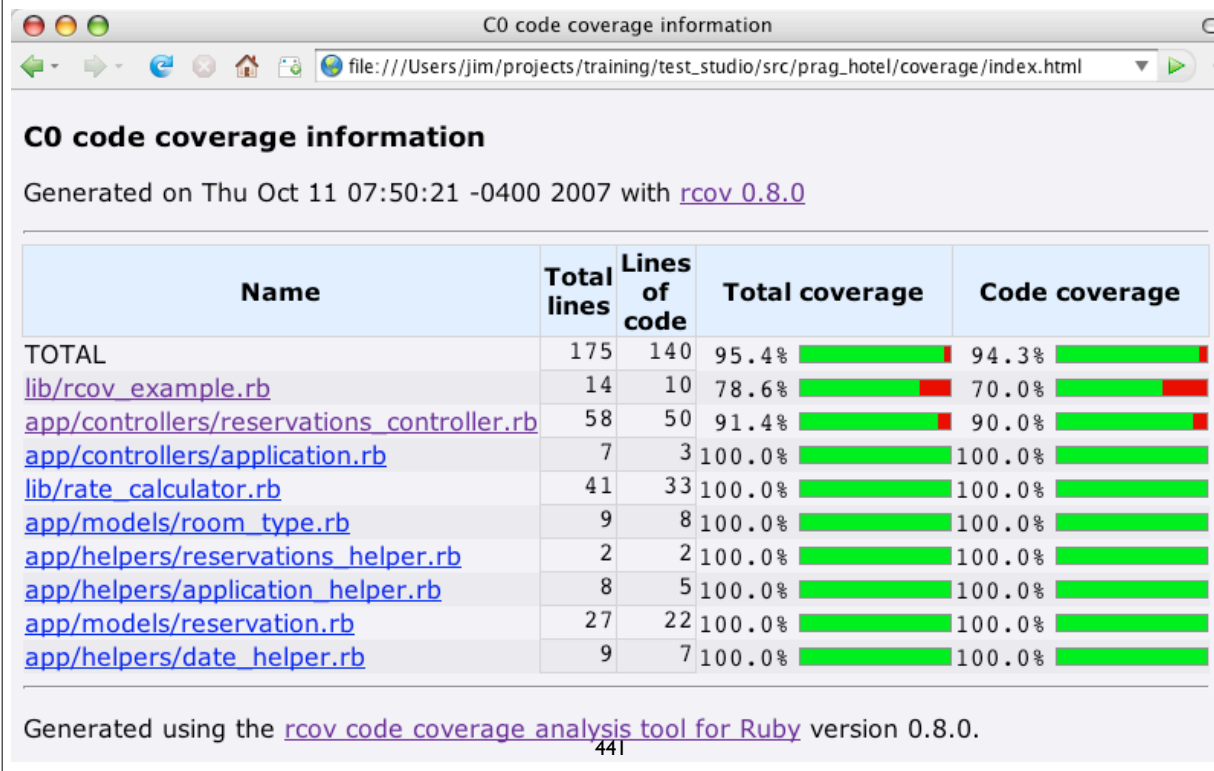 C0 code coverage information
file:///Users/jim/projects/training/test_studio/src/prag_hotel/coverage/index.html
C0 code coverage information
Generated on Thu Oct 11 07:50:21 -0400 2007 with rcov 0.8.0
Name Total lines Lines of code Total coverage Code coverage
TOTAL 175 140 95.4% 94.3%
lib/rcov_example.rb 14 10 78.6% 70.0%
app/controllers/reservations_controller.rb 58 50 91.4% 90.0%
app/controllers/application.rb 7 3 100.0% 100.0%
lib/rate_calculator.rb 41 33 100.0% 100.0%
app/models/room_type.rb 9 8 100.0% 100.0%
app/helpers/reservations_helper.rb 2 2 100.0% 100.0%
app/helpers/application_helper.rb 8 5 100.0% 100.0%
app/models/reservation.rb 27 22 100.0% 100.0%
app/helpers/date_helper.rb 9 7 100.0% 100.0%
Generated using the rcov code coverage analysis tool for Ruby version 0.8.0.
441